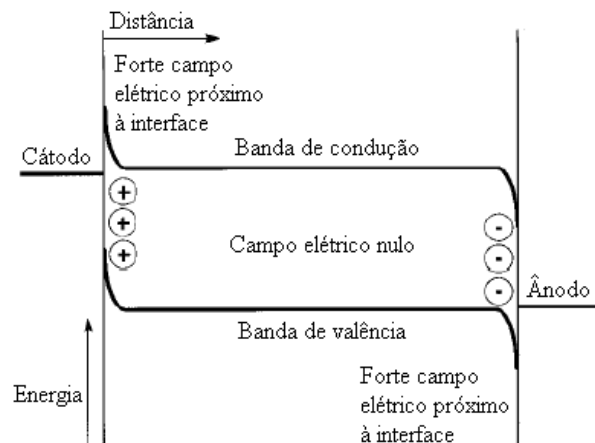 Distância
Forte campo
elétrico próximo
à interface
Cátodo
Banda de condução
+
+
+
Campo elétrico nulo
-
-
-
Ânodo
Banda de valência
Energia
Forte campo
elétrico próximo
à interface